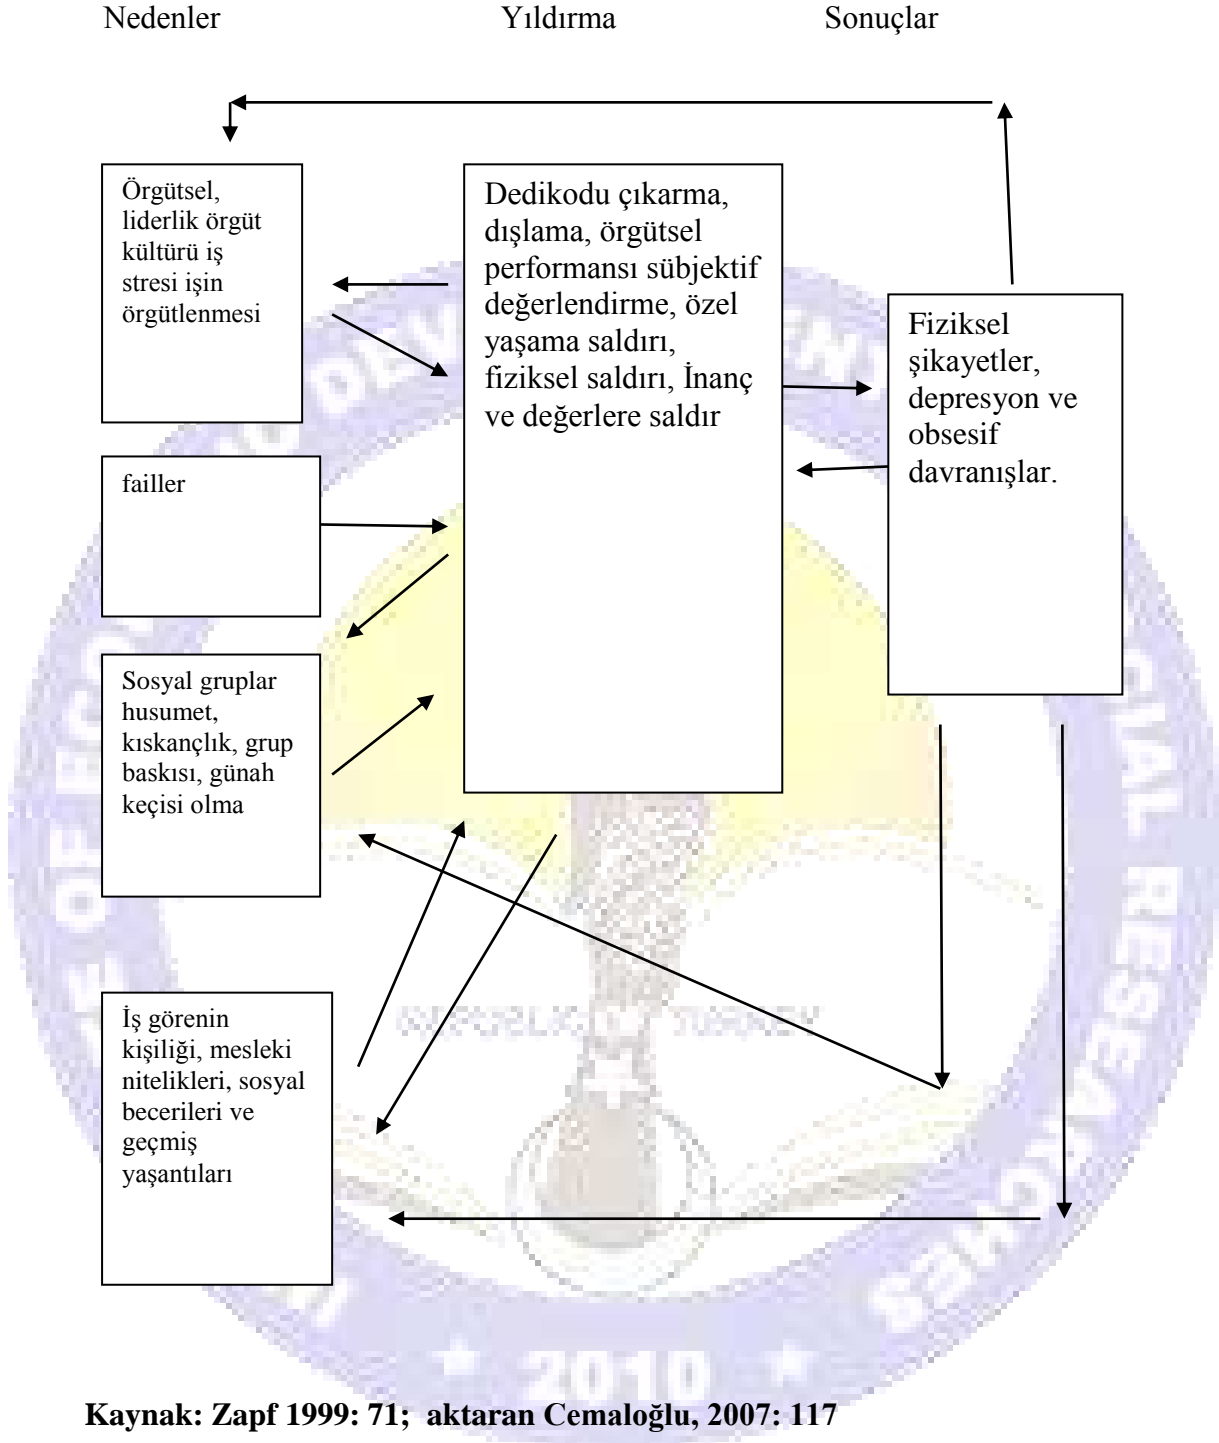 Nedenler Yıldırma Sonuçlar
Örgütsel,
liderlik örgüt
kültürü iş
stresi işin
örgütlenmesi
Dedikodu çıkarma,
dışlama, örgütsel
performansı sübjektif
değerlendirme, özel
yaşama saldırı,
fiziksel saldırı, İnanç
ve değerlere saldır
Fiziksel
şikayetler,
depresyon ve
obsesif
davranışlar.
failler
Sosyal gruplar
husumet,
kıskançlık, grup
baskısı, günah
keçisi olma
İş görenin
kişiliği, mesleki
nitelikleri, sosyal
becerileri ve
geçmiş
yaşantıları
2010
Kaynak: Zapf 1999: 71; aktaran Cemaloğlu, 2007: 117